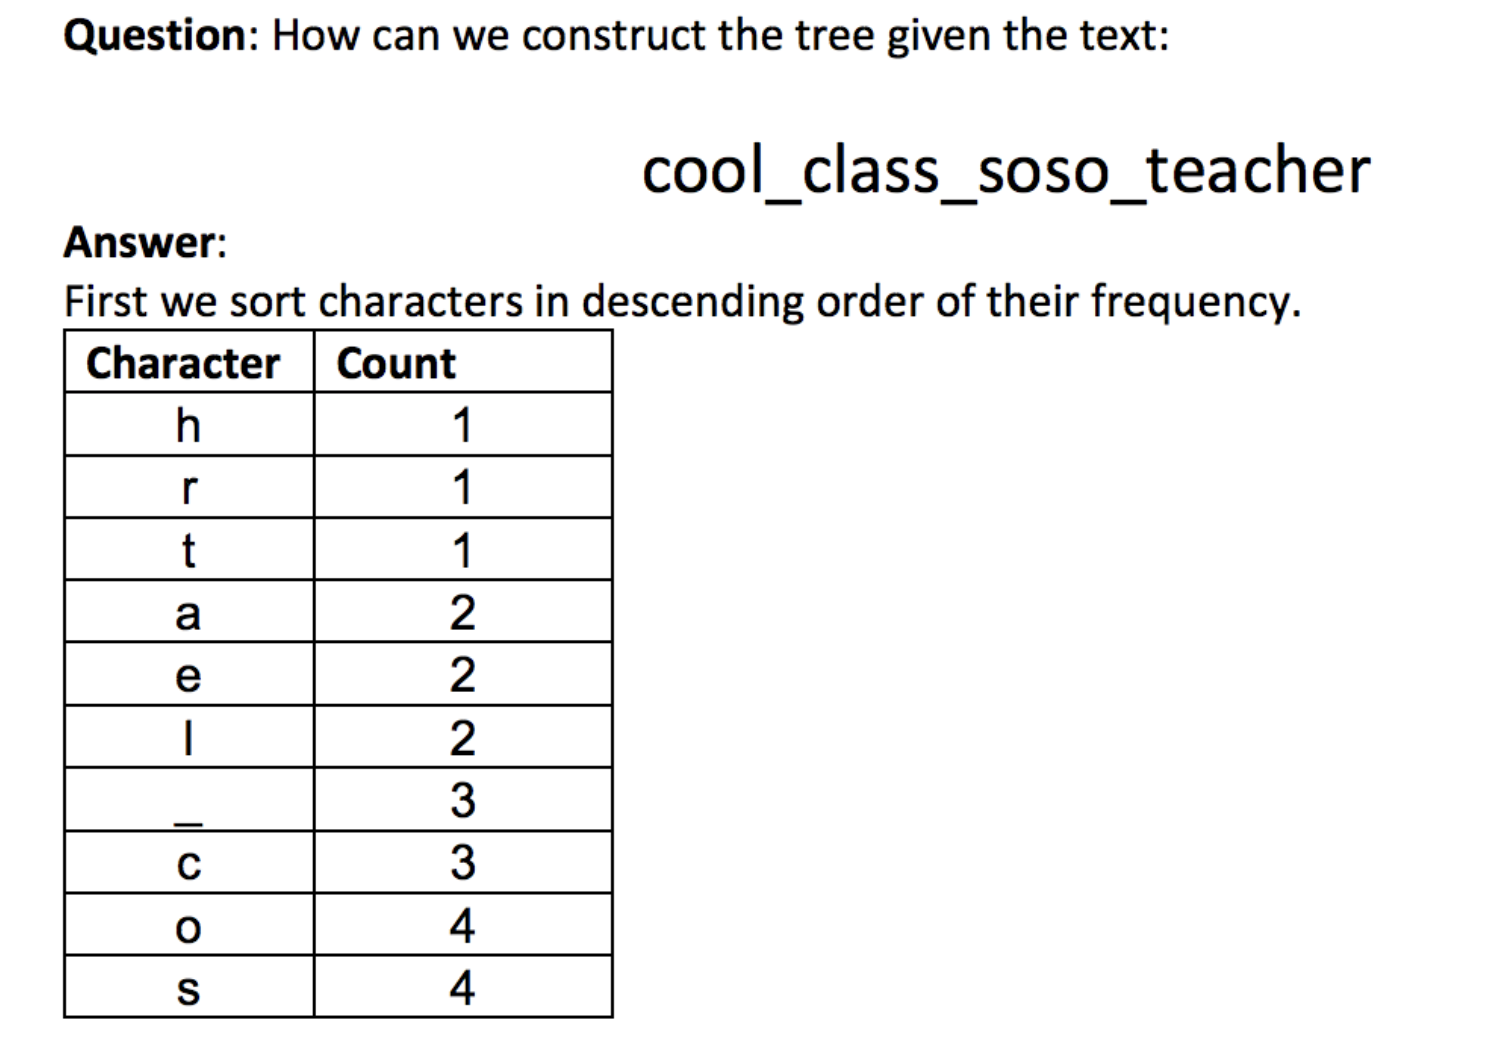 Question: How can we construct the tree given the text:
cool_class_soso_teacher
Answer:
First we sort characters in descending order of their frequency.
Character Count
h 1
r 1
t 1
a 2
e 2
l 2
_ 3
c 3
o 4
s 4